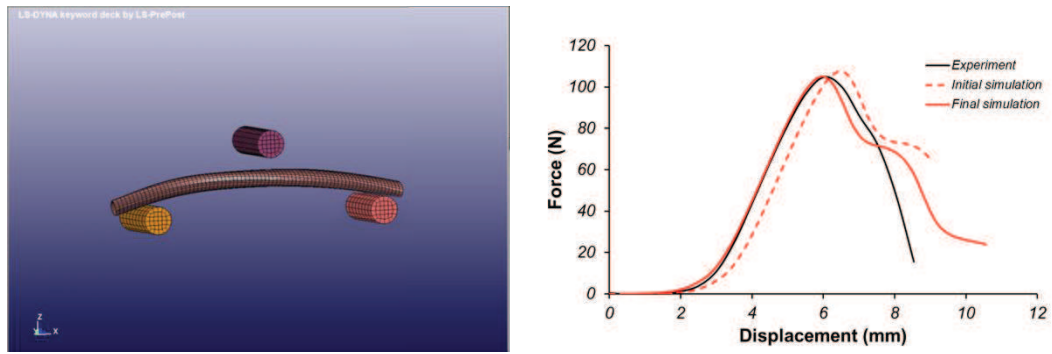 LS-DYNA keyword deck by LS-PrePost
Z
Y X
Force (N)
120
100
80
60
40
20
0
Experiment
Initial simulation
Final simulation
0 2 4 6 8 10 12
Displacement (mm)